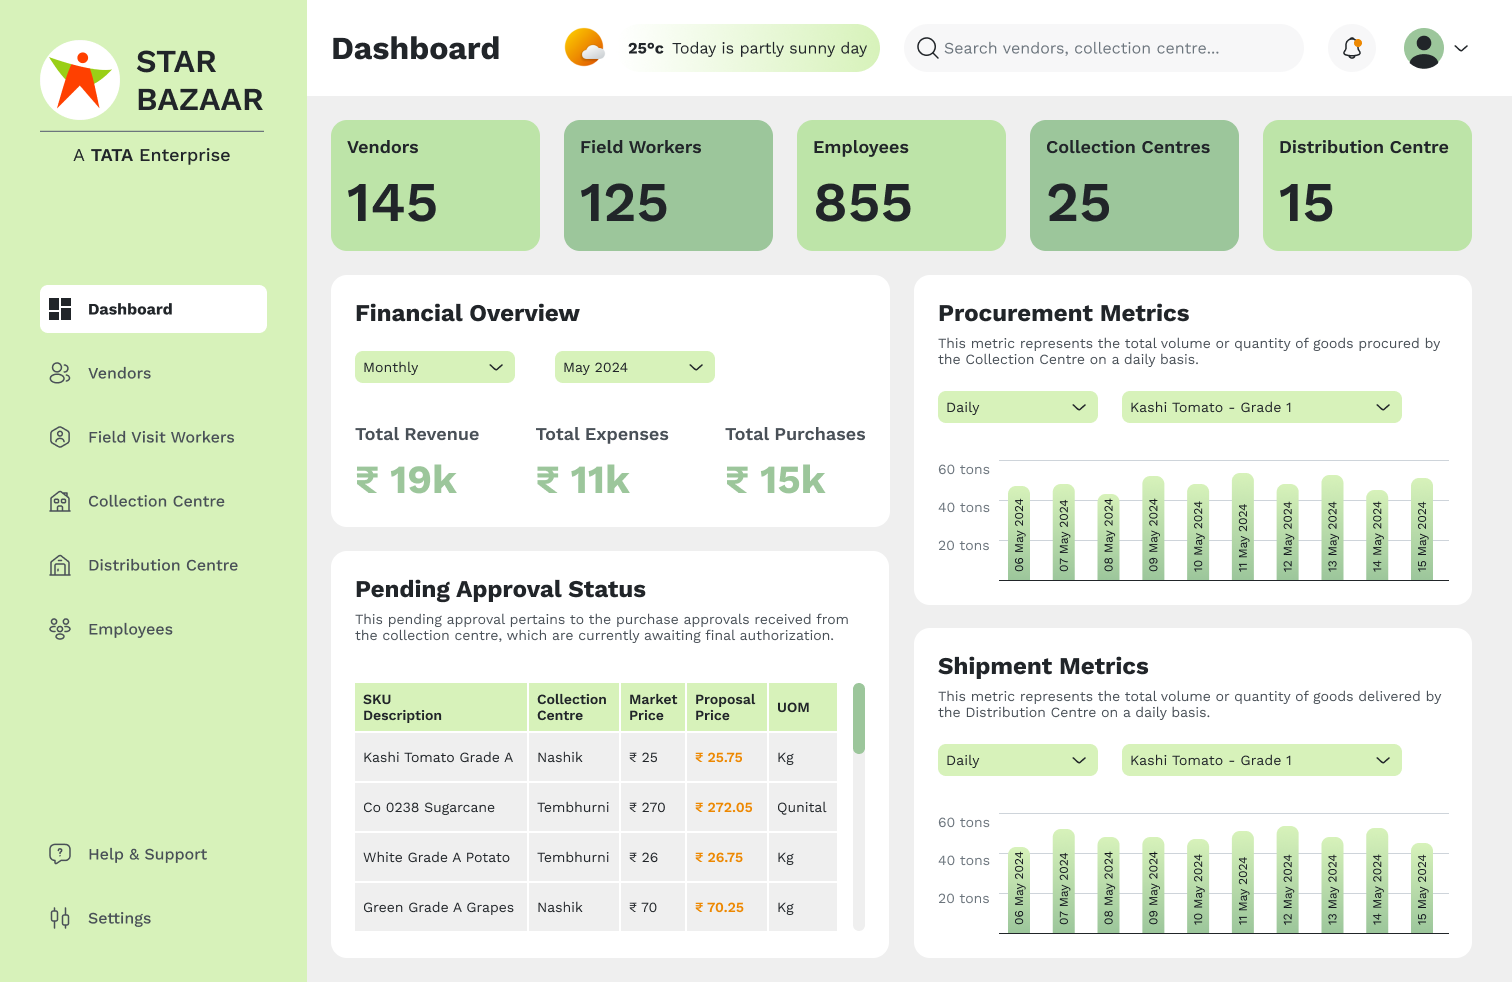 STAR
BAZAAR
A TATA Enterprise
Dashboard
Vendors
Field Visit Workers
Collection Centre
Distribution Centre
Employees
Help & Support
Settings
Dashboard
25°c Today is partly sunny day
Search vendors, collection centre...
Vendors
145
Field Workers
125
Employees
855
Collection Centres
25
Distribution Centre
15
Financial Overview
Monthly
May 2024
Total Revenue
₹ 19k
Total Expenses
₹ 11k
Total Purchases
₹ 15k
Pending Approval Status
This pending approval pertains to the purchase approvals received from
the collection centre, which are currently awaiting final authorization.
SKU Description Collection Centre Market Price Proposal Price UOM
Kashi Tomato Grade A Nashik ₹ 25 ₹ 25.75 Kg
Co 0238 Sugarcane Tembhurni ₹ 270 ₹ 272.05 Qunital
White Grade A Potato Tembhurni ₹ 26 ₹ 26.75 Kg
Green Grade A Grapes Nashik ₹ 70 ₹ 70.25 Kg
Procurement Metrics
This metric represents the total volume or quantity of goods procured by
the Collection Centre on a daily basis.
Daily
Kashi Tomato - Grade 1
60 tons
40 tons
20 tons
06 May 2024
07 May 2024
08 May 2024
09 May 2024
10 May 2024
11 May 2024
12 May 2024
13 May 2024
14 May 2024
15 May 2024
Shipment Metrics
This metric represents the total volume or quantity of goods delivered by
the Distribution Centre on a daily basis.
Daily
Kashi Tomato - Grade 1
60 tons
40 tons
20 tons
06 May 2024
07 May 2024
08 May 2024
09 May 2024
10 May 2024
11 May 2024
12 May 2024
13 May 2024
14 May 2024
15 May 2024